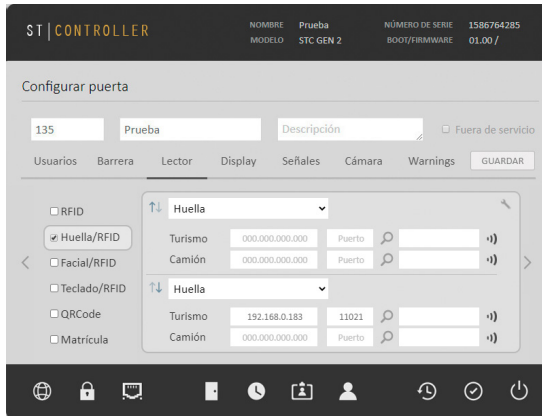 ST|CONTROLLER
NOMBRE Prueba NÚMERO DE SERIE 1586764285
MODELO STC GEN 2 BOOT/FIRMWARE 01.00 /
Configurar puerta
135 Prueba Descripción Fuera de servicio
Usuarios Barrera Lector Display Señales Cámara Warnings GUARDAR
RFID
Huella/RFID
Facial/RFID
Teclado/RFID
QRCode
Matrícula
Huella
Turismo 000.000.000.000 Puerto
Camión 000.000.000.000 Puerto
Huella
Turismo 192.168.0.183 11021
Camión 000.000.000.000 Puerto